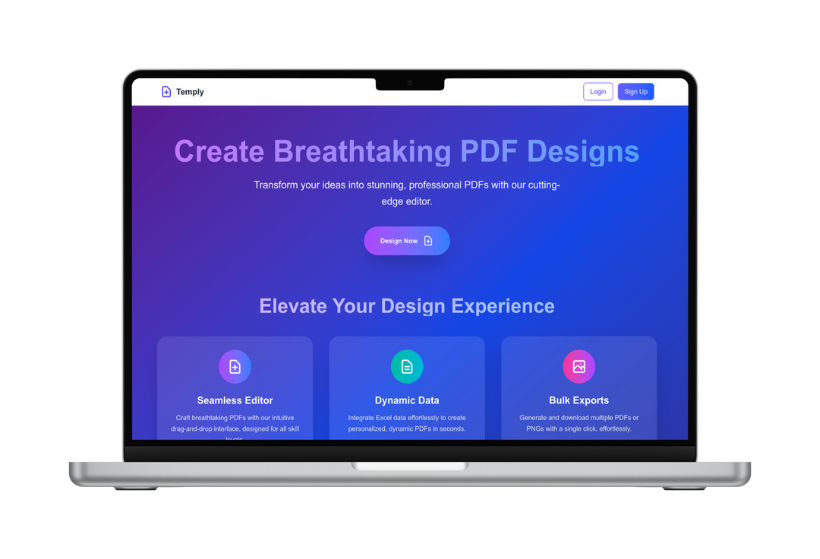 Temply
Login
Sign Up
Create Breathtaking PDF Designs
Transform your ideas into stunning, professional PDFs with our cutting-
edge editor.
Design Now
Elevate Your Design Experience
Seamless Editor
Craft breathtaking PDFs with our intuitive
drag-and-drop interface, designed for all skill
Dynamic Data
Integrate Excel data effortlessly to create
personalized, dynamic PDFs in seconds.
Bulk Exports
Generate and download multiple PDFs or
PNGs with a single click, effortlessly.